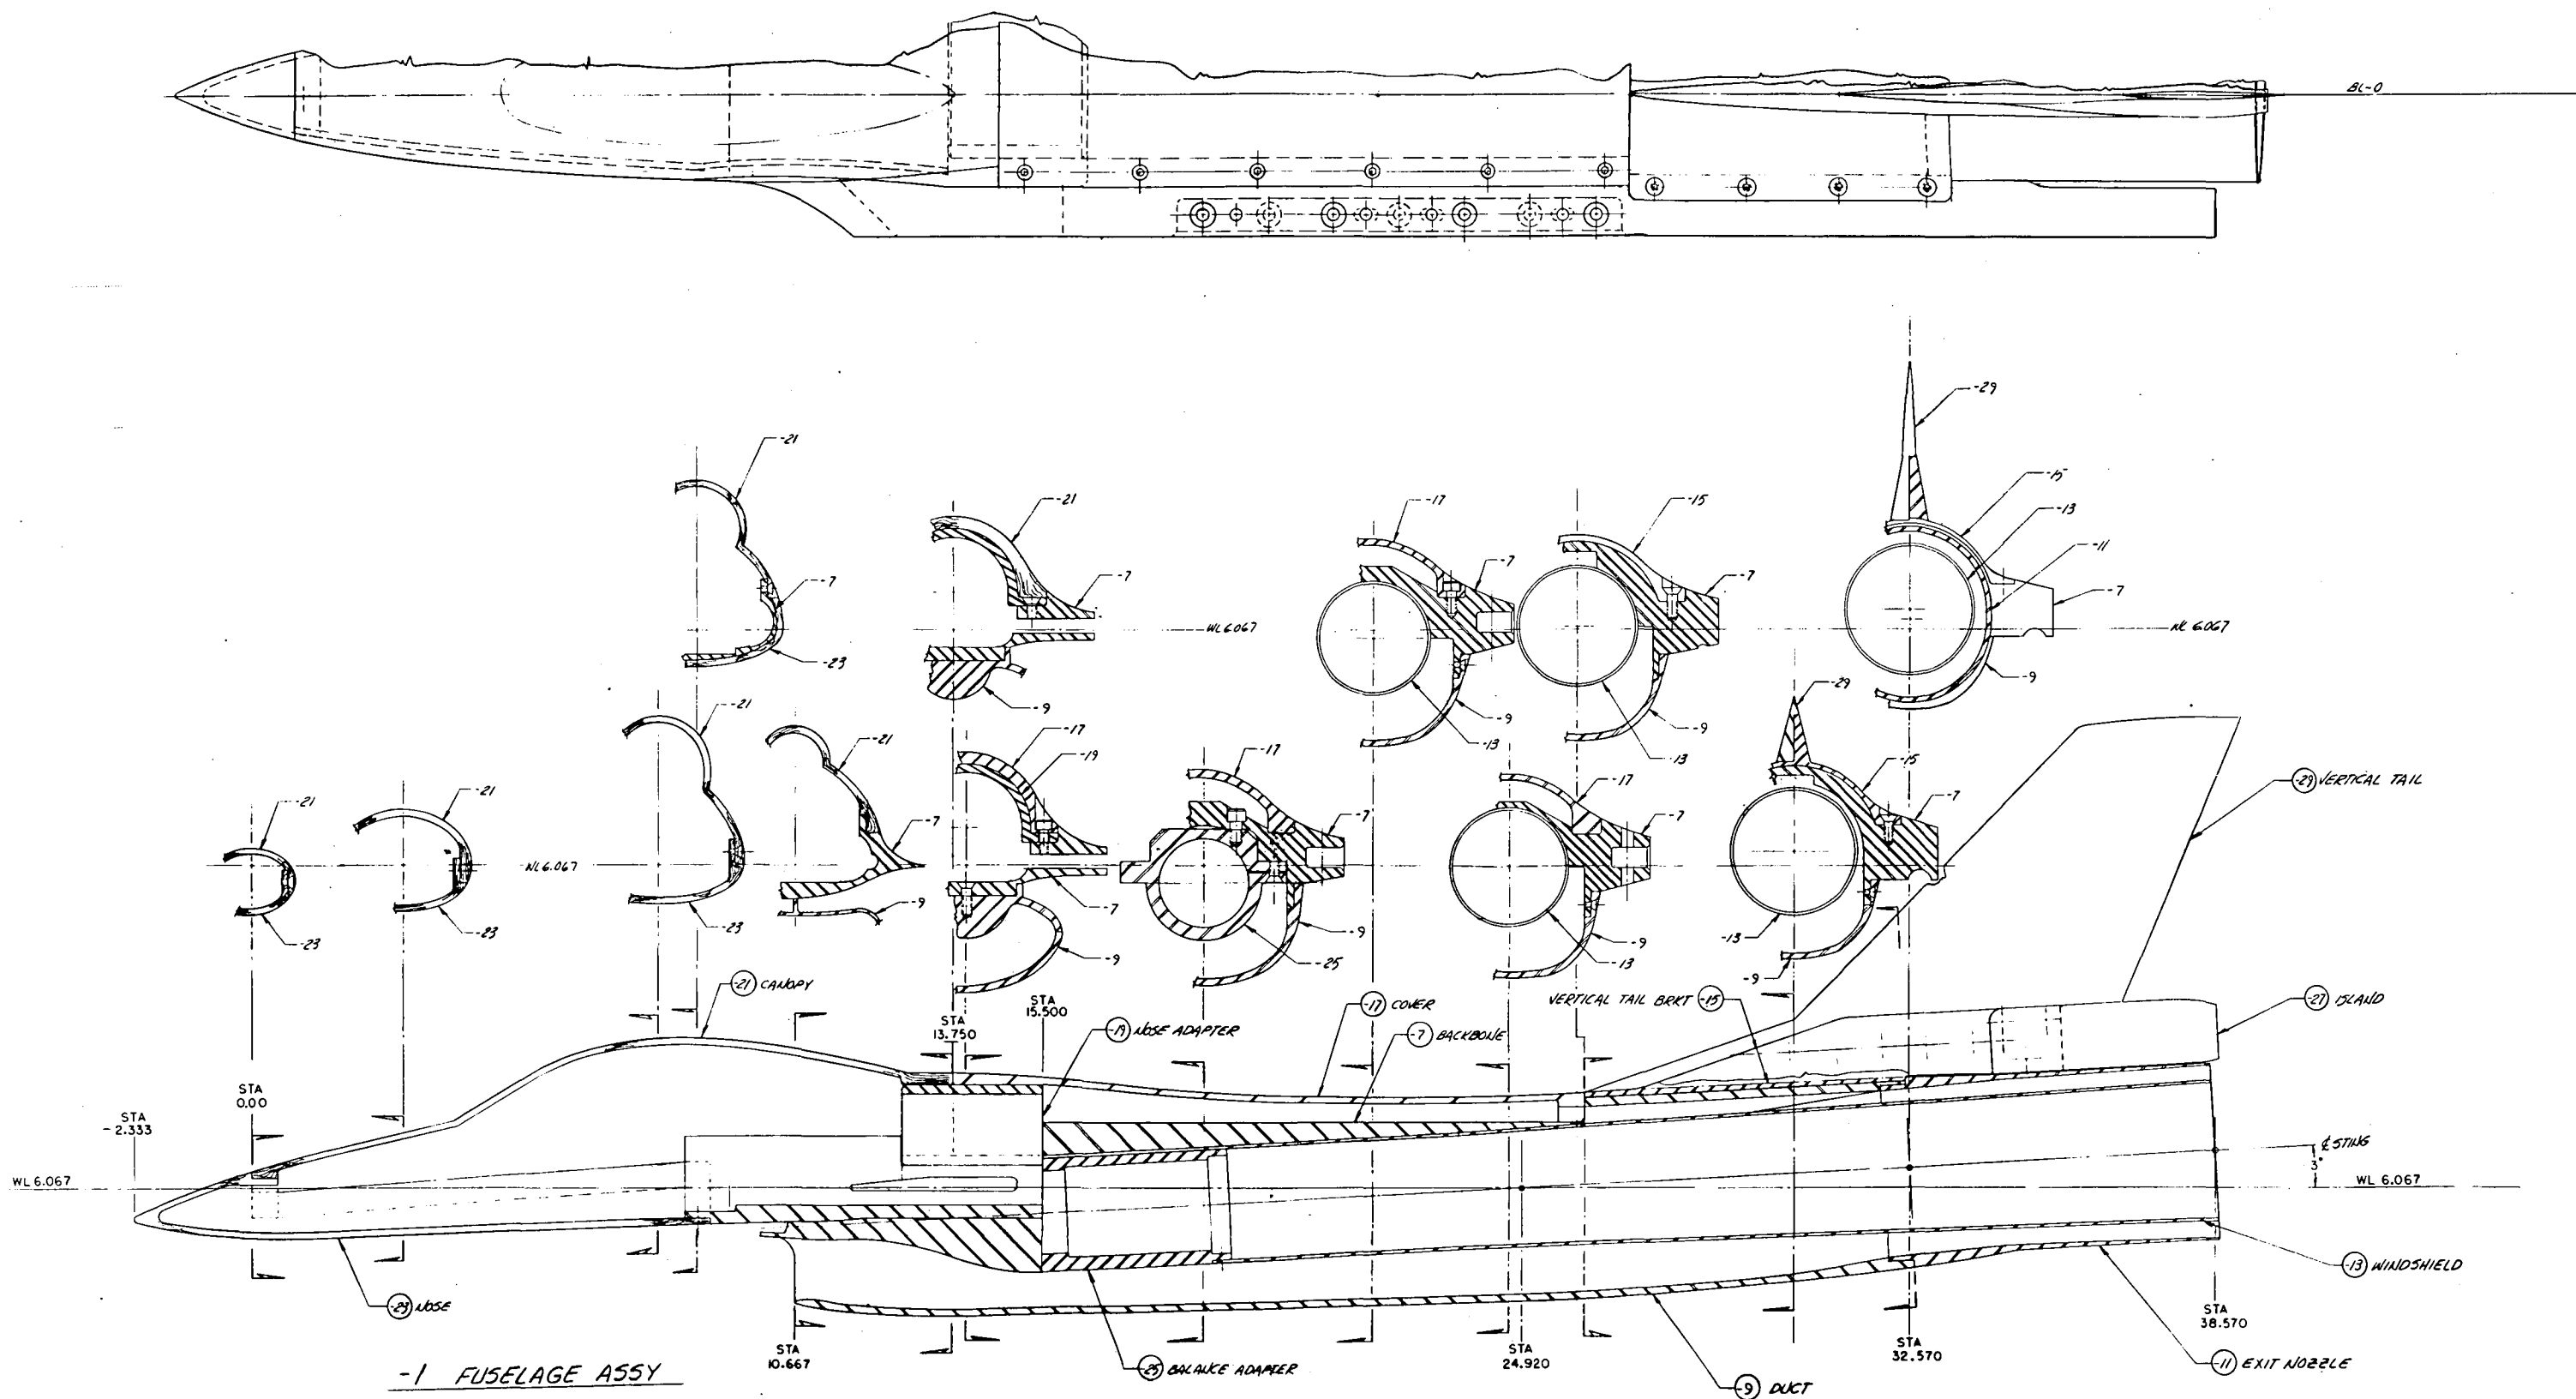 BL-0
-29
-15
-13
-11
-7
WL 6.067
-9
-21
-7
-23
-21
-7
WL 6.067
-9
-17
-7
-9
-13
-15
-7
-9
-13
-29
-15
-7
-13
-9
-21
-23
-21
-23
WL 6.067
-21
-23
-21
-7
-9
-17
-19
-7
-9
-17
-7
-9
-25
-17
-7
-9
-13
-29 VERTICAL TAIL
-21 CANOPY
STA
13.750
STA
15.500
-19 NOSE ADAPTER
-17 COVER
-7 BACKBONE
VERTICAL TAIL BRKT -15
-27 ISLAND
STA
-2.333
STA
0.00
WL 6.067
℄ STING
3°
WL 6.067
-23 NOSE
-13 WINDSHIELD
STA
10.667
-25 BALANCE ADAPTER
STA
24.920
-9 DUCT
STA
32.570
STA
38.570
-11 EXIT NOZZLE
-1 FUSELAGE ASSY